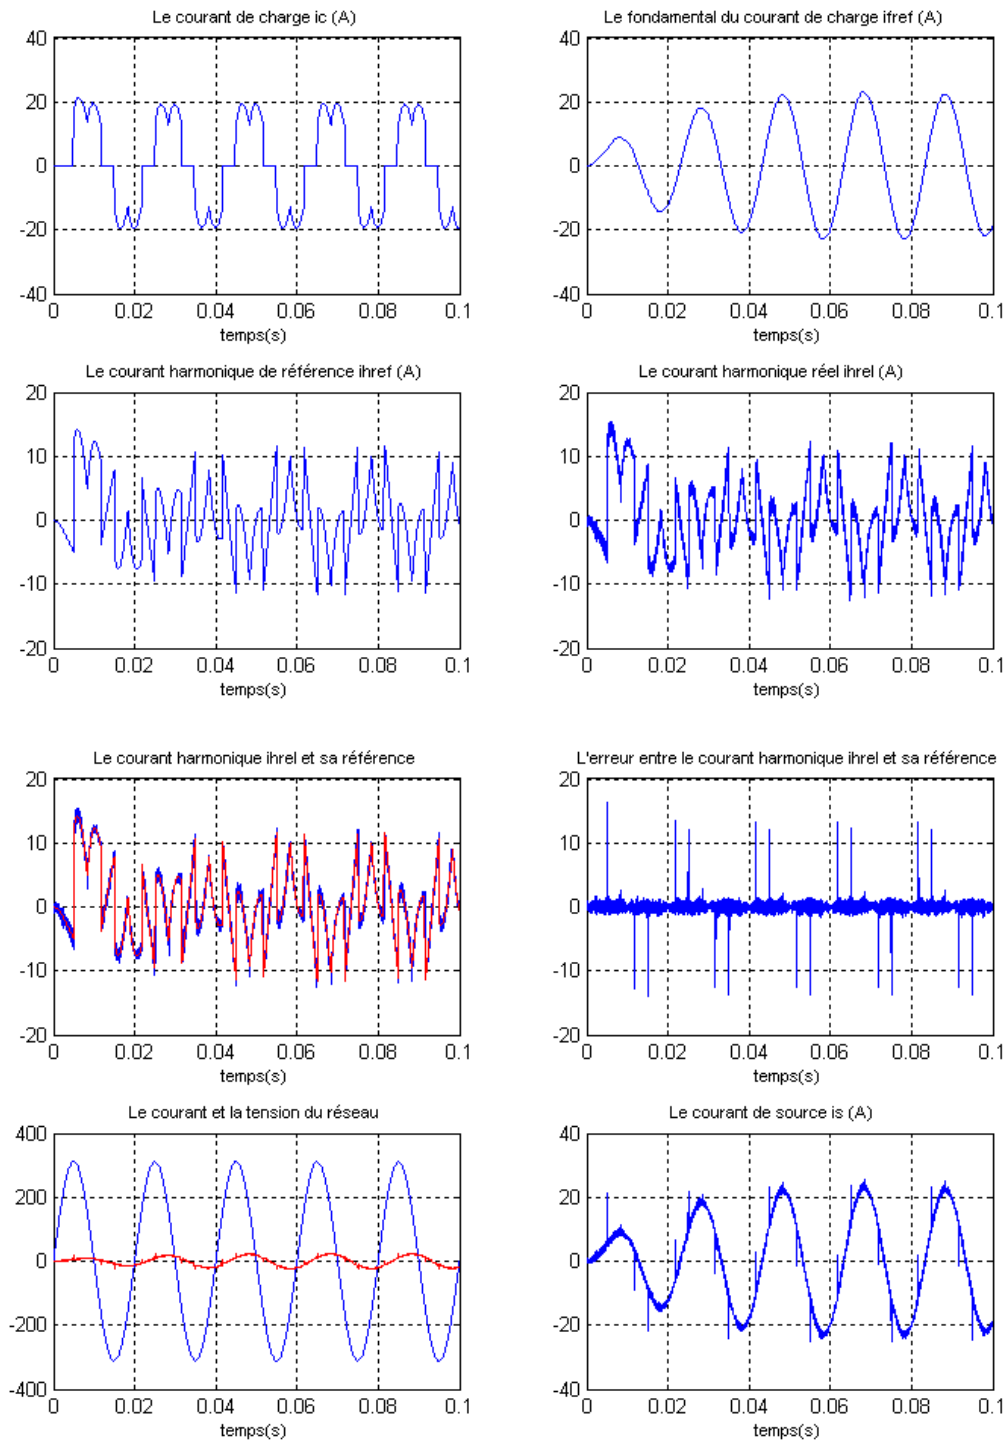 Le courant de charge ic (A)
40
20
0
-20
-40
0 0.02 0.04 0.06 0.08 0.1
temps(s)
Le fondamental du courant de charge ifref (A)
40
20
0
-20
-40
0 0.02 0.04 0.06 0.08 0.1
temps(s)
Le courant harmonique de référence ihref (A)
20
10
0
-10
-20
0 0.02 0.04 0.06 0.08 0.1
temps(s)
Le courant harmonique réel ihrel (A)
20
10
0
-10
-20
0 0.02 0.04 0.06 0.08 0.1
temps(s)
Le courant harmonique ihrel et sa référence
20
10
0
-10
-20
0 0.02 0.04 0.06 0.08 0.1
temps(s)
L'erreur entre le courant harmonique ihrel et sa référence
20
10
0
-10
-20
0 0.02 0.04 0.06 0.08 0.1
temps(s)
Le courant et la tension du réseau
400
200
0
-200
-400
0 0.02 0.04 0.06 0.08 0.1
temps(s)
Le courant de source is (A)
40
20
0
-20
-40
0 0.02 0.04 0.06 0.08 0.1
temps(s)